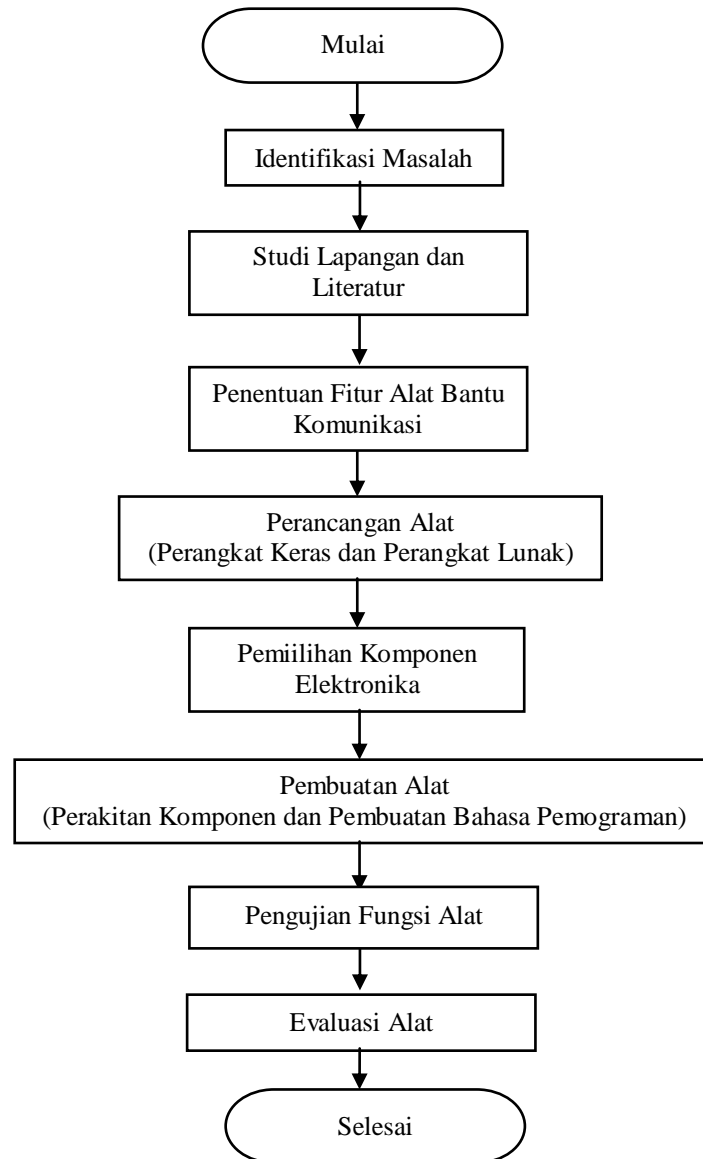 Mulai
Identifikasi Masalah
Studi Lapangan dan
Literatur
Penentuan Fitur Alat Bantu
Komunikasi
Perancangan Alat
(Perangkat Keras dan Perangkat Lunak)
Pemiilihan Komponen
Elektronika
Pembuatan Alat
(Perakitan Komponen dan Pembuatan Bahasa Pemograman)
Pengujian Fungsi Alat
Evaluasi Alat
Selesai